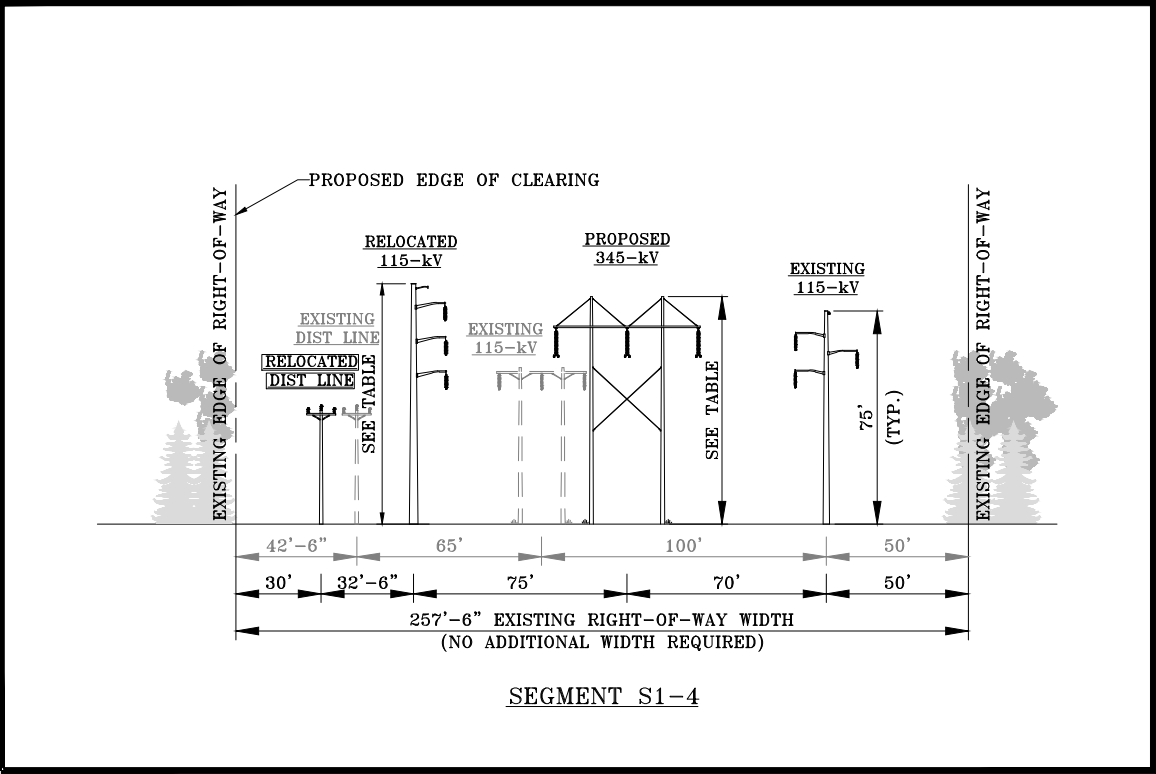 PROPOSED EDGE OF CLEARING
EXISTING EDGE OF RIGHT-OF-WAY
RELOCATED
115-kV
PROPOSED
345-kV
EXISTING
115-kV
EXISTING EDGE OF RIGHT-OF-WAY
EXISTING
DIST LINE
EXISTING
115-kV
RELOCATED
DIST LINE
SEE TABLE
SEE TABLE
75'
(TYP.)
42'-6"
65'
100'
50'
30'
32'-6"
75'
70'
50'
257'-6" EXISTING RIGHT-OF-WAY WIDTH
(NO ADDITIONAL WIDTH REQUIRED)
SEGMENT S1-4